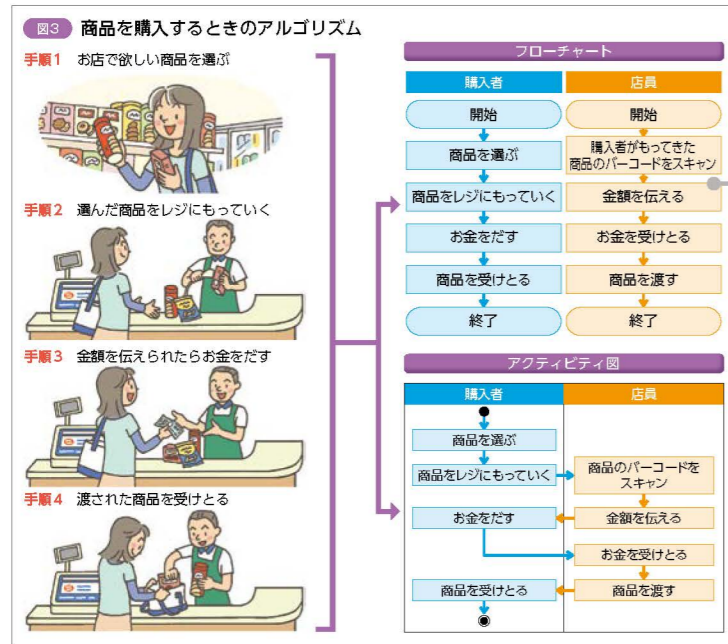 図3 商品を購入するときのアルゴリズム
手順1 お店で欲しい商品を選ぶ
手順2 選んだ商品をレジにもっていく
手順3 金額を伝えられたらお金をだす
手順4 渡された商品を受けとる
フローチャート
購入者
開始
商品を選ぶ
商品をレジにもっていく
お金をだす
商品を受けとる
終了
店員
開始
購入者がもってきた
商品のバーコードをスキャン
金額を伝える
お金を受けとる
商品を渡す
終了
アクティビティ図
購入者
店員
商品を選ぶ
商品をレジにもっていく
商品のバーコードを
スキャン
お金をだす
金額を伝える
お金を受けとる
商品を受けとる
商品を渡す